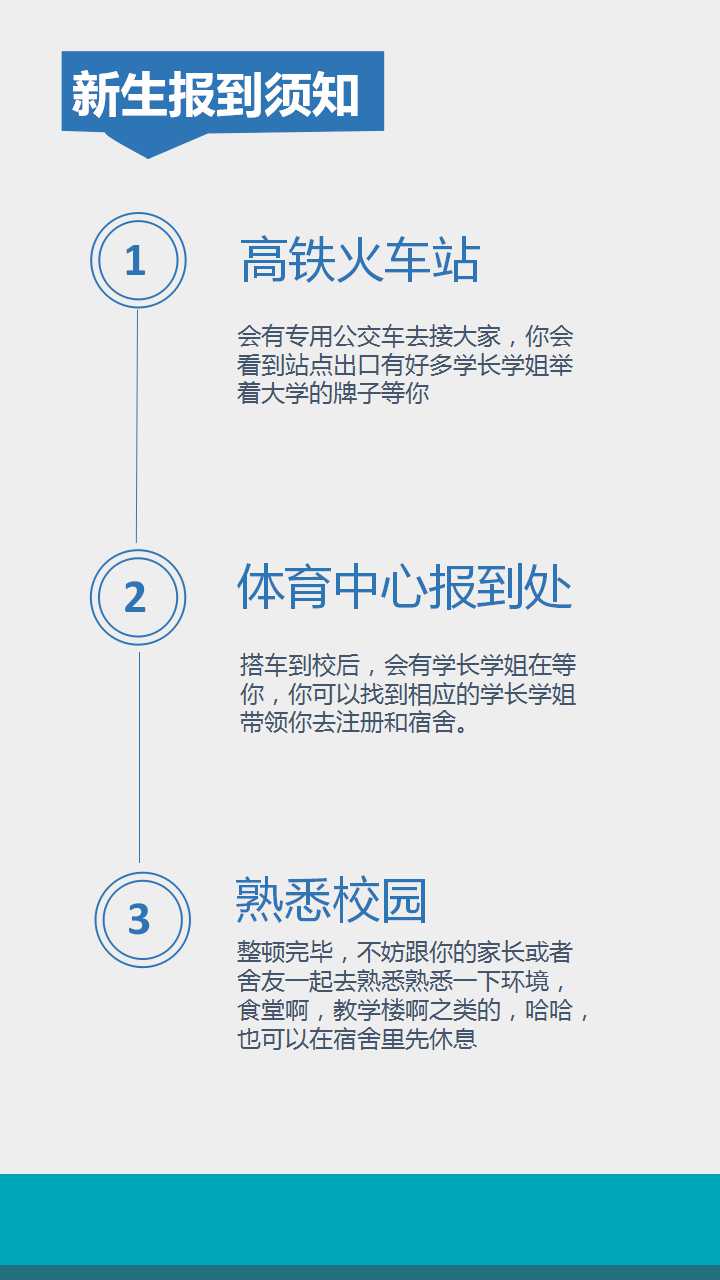 新生报到须知
1
高铁火车站
会有专用公交车去接大家，你会
看到站点出口有好多学长学姐举
着大学的牌子等你
2
体育中心报到处
搭车到校后，会有学长学姐在等
你，你可以找到相应的学长学姐
带领你去注册和宿舍。
3
熟悉校园
整顿完毕，不妨跟你的家长或者
舍友一起去熟悉熟悉一下环境，
食堂啊，教学楼啊之类的，哈哈，
也可以在宿舍里先休息